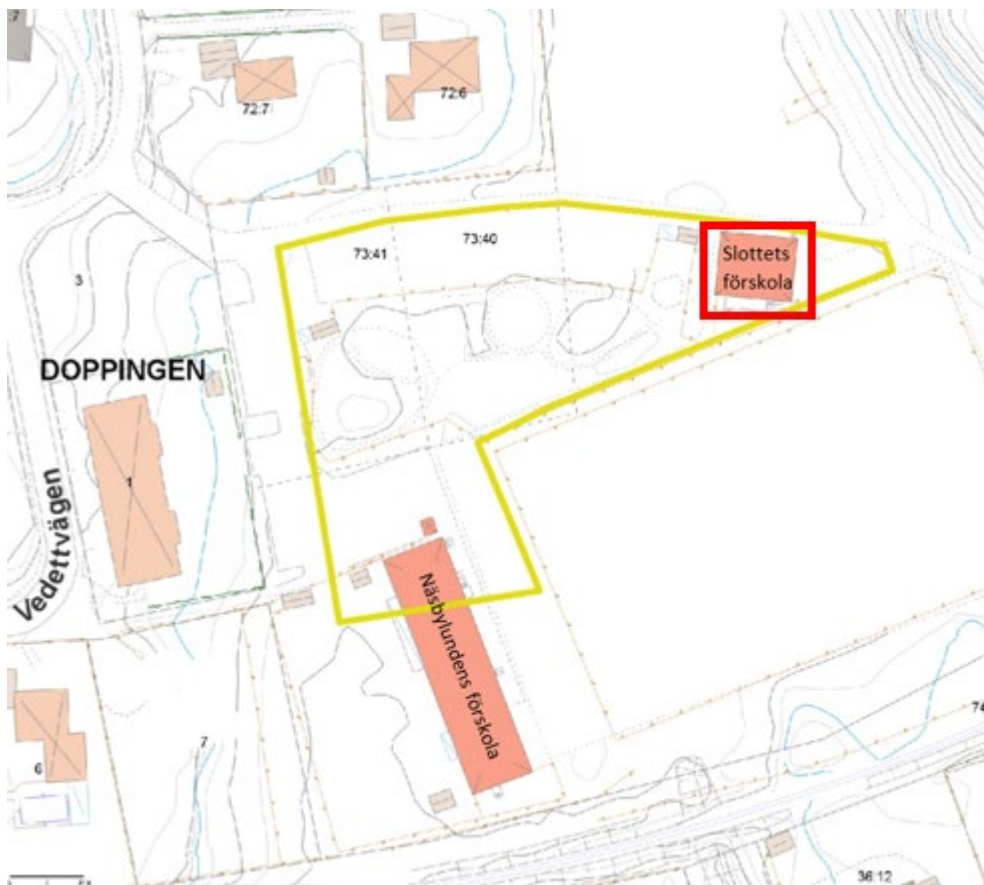 72:7
72:6
73:41
73:40
Slottets
förskola
3
DOPPINGEN
1
Vedettvägen
Näsbylundens förskola
7
6
74
36:12